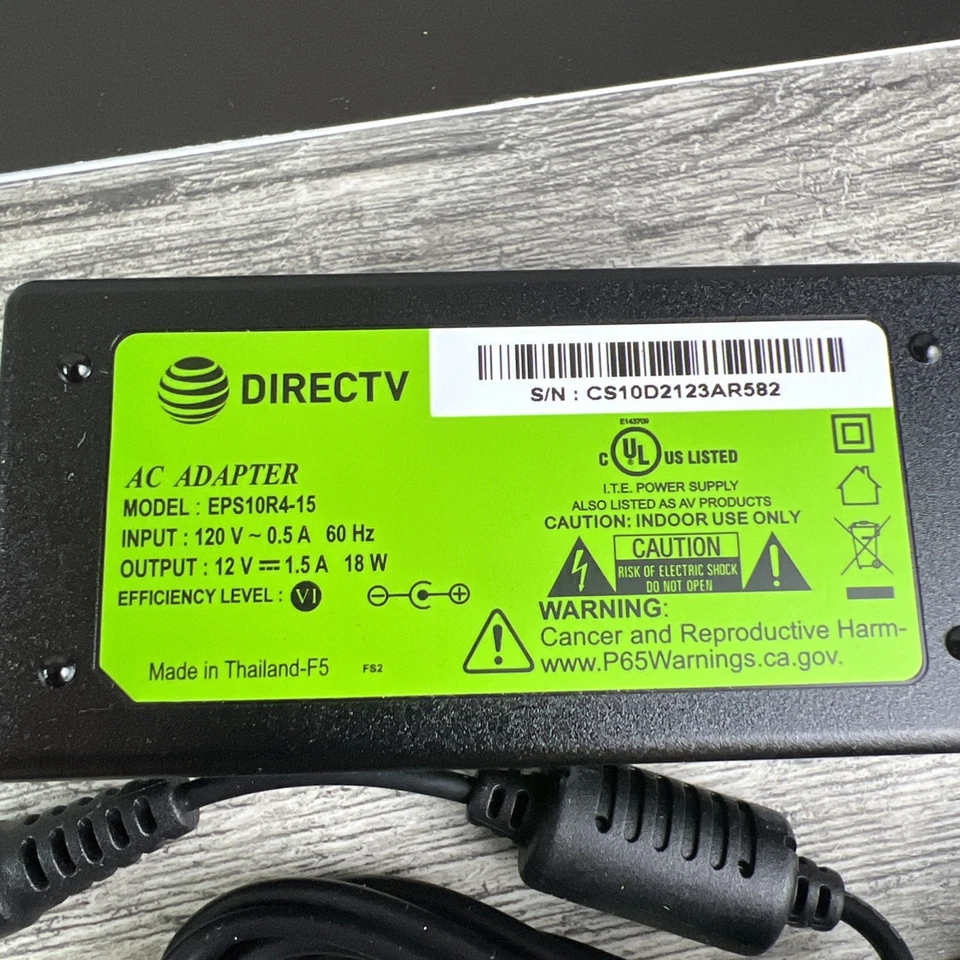 DIRECTV
S/N : CS10D2123AR582
AC ADAPTER
MODEL : EPS10R4-15
INPUT : 120 V ~ 0.5 A 60 Hz
OUTPUT : 12 V ⎓ 1.5 A 18 W
EFFICIENCY LEVEL : VI
Made in Thailand-F5 FS2
E143709
C UL US LISTED
I.T.E. POWER SUPPLY
ALSO LISTED AS AV PRODUCTS
CAUTION: INDOOR USE ONLY
CAUTION
RISK OF ELECTRIC SHOCK
DO NOT OPEN
WARNING:
Cancer and Reproductive Harm-
www.P65Warnings.ca.gov.